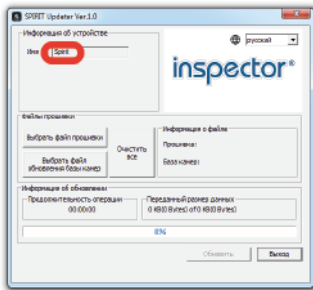 SPIRIT Updater Ver.1.0
Информация об устройстве
Имя : Spirit
русский
inspector®
Файлы прошивки
Выбрать файл прошивки
Выбрать файл
обновления базы камер
Очистить
все
Информация о файле
Прошивка:
База камер:
Информация об обновлении
Продолжительность операции
00:00:00
Переданный размер данных
0 KB(0 Bytes) of 0 KB(0 Bytes)
0%
Обновить
Выход